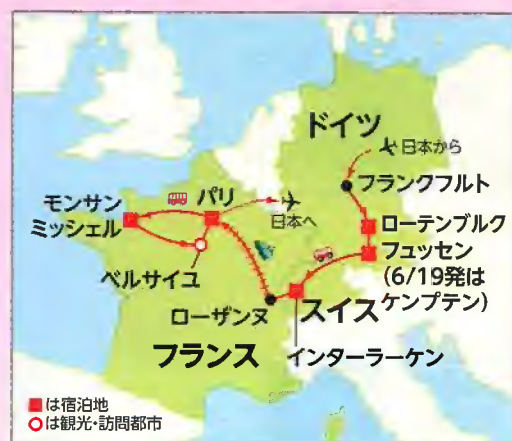 ドイツ
日本から
フランクフルト
ローテンブルク
フュッセン
(6/19発は
ケンプテン)
モンサン
ミッシェル
パリ
日本へ
ベルサイユ
ローザンヌ
スイス
フランス
インターラーケン
■は宿泊地
○は観光・訪問都市